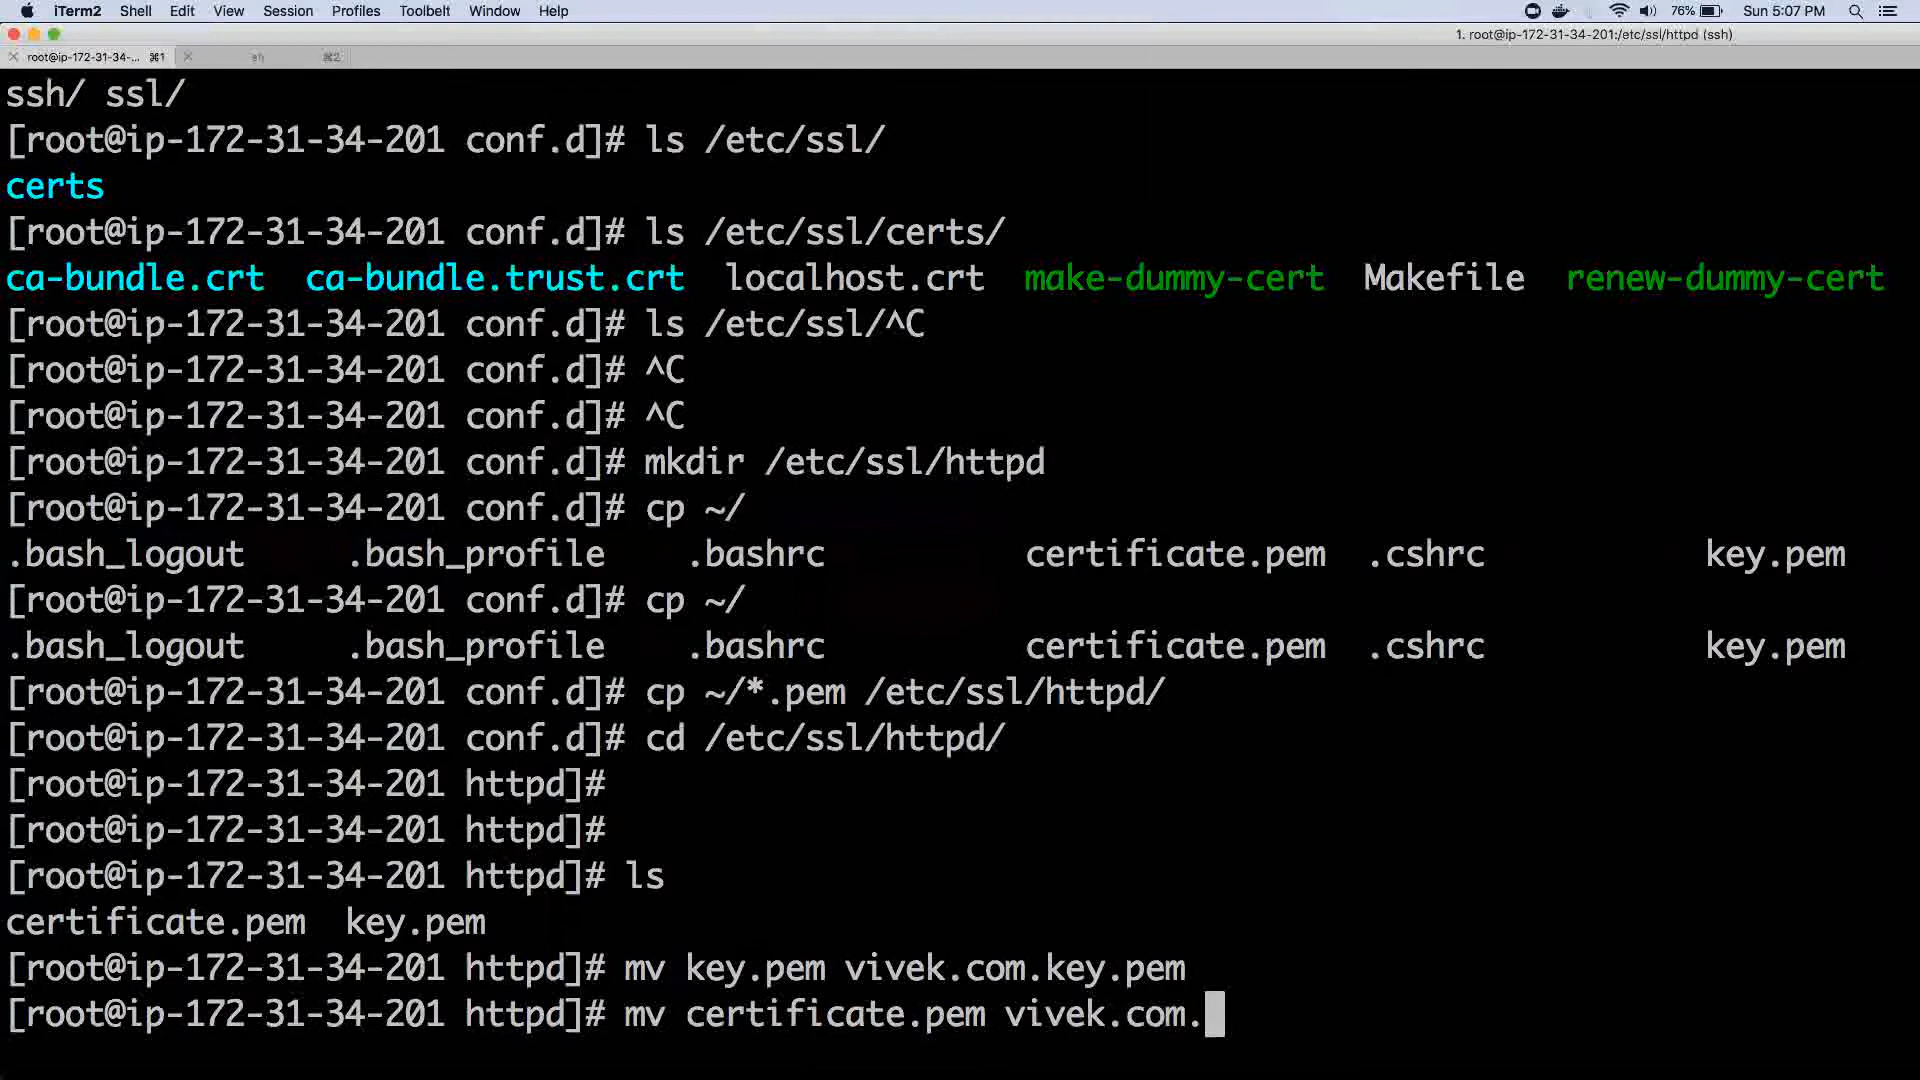 iTerm2 Shell Edit View Session Profiles Toolbelt Window Help 76% Sun 5:07 PM
1. root@ip-172-31-34-201:/etc/ssl/httpd (ssh)
root@ip-172-31-34-... ⌘1 sh ⌘2
ssh/ ssl/
[root@ip-172-31-34-201 conf.d]# ls /etc/ssl/
certs
[root@ip-172-31-34-201 conf.d]# ls /etc/ssl/certs/
ca-bundle.crt ca-bundle.trust.crt localhost.crt make-dummy-cert Makefile renew-dummy-cert
[root@ip-172-31-34-201 conf.d]# ls /etc/ssl/^C
[root@ip-172-31-34-201 conf.d]# ^C
[root@ip-172-31-34-201 conf.d]# ^C
[root@ip-172-31-34-201 conf.d]# mkdir /etc/ssl/httpd
[root@ip-172-31-34-201 conf.d]# cp ~/
.bash_logout .bash_profile .bashrc certificate.pem .cshrc key.pem
[root@ip-172-31-34-201 conf.d]# cp ~/
.bash_logout .bash_profile .bashrc certificate.pem .cshrc key.pem
[root@ip-172-31-34-201 conf.d]# cp ~/*.pem /etc/ssl/httpd/
[root@ip-172-31-34-201 conf.d]# cd /etc/ssl/httpd/
[root@ip-172-31-34-201 httpd]#
[root@ip-172-31-34-201 httpd]#
[root@ip-172-31-34-201 httpd]# ls
certificate.pem key.pem
[root@ip-172-31-34-201 httpd]# mv key.pem vivek.com.key.pem
[root@ip-172-31-34-201 httpd]# mv certificate.pem vivek.com.